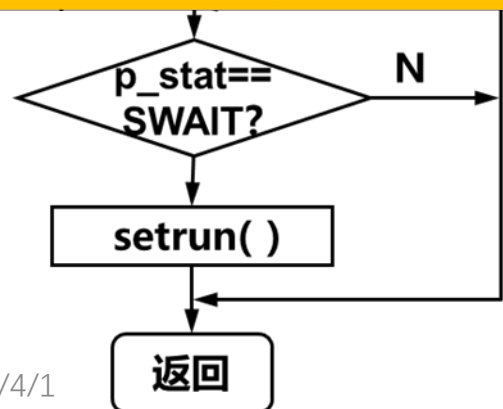 p_stat==
SWAIT?
N
setrun( )
返回
/4/1